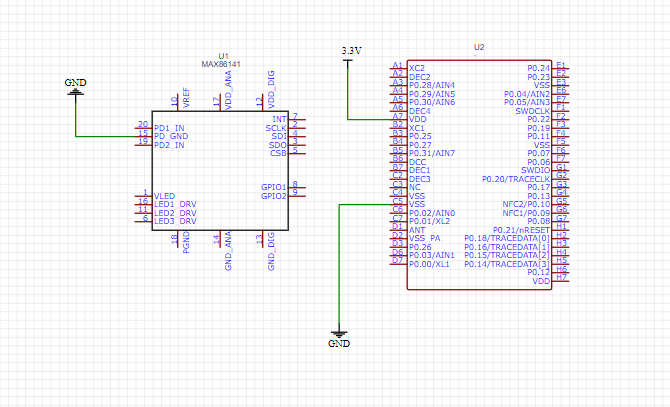 GND
U1
MAX86141
10 VREF
17 VDD_ANA
12 VDD_DIG
20 PD1_IN
15 PD_GND
19 PD2_IN
1 VLED
16 LED1_DRV
11 LED2_DRV
6 LED3_DRV
INT 7
SCLK 2
SDI 4
SDO 3
CSB 5
GPIO1 8
GPIO2 9
18 PGND
14 GND_ANA
13 GND_DIG
3.3V
GND
U2
A1 XC2
A2 DEC2
A3 P0.28/AIN4
A4 P0.29/AIN5
A5 P0.30/AIN6
A6 DEC4
A7 VDD
B2 XC1
B3 P0.25
B4 P0.27
B5 P0.31/AIN7
B6 DCC
B7 DEC1
C2 DEC3
C3 NC
C4 VSS
C5 VSS
C6 P0.02/AIN0
C7 P0.01/XL2
D1 ANT
D2 VSS_PA
D3 P0.26
D6 P0.03/AIN1
D7 P0.00/XL1
P0.24 E1
P0.23 E2
VSS E3
P0.04/AIN2 E6
P0.05/AIN3 E7
SWDCLK F1
P0.22 F2
P0.19 F3
P0.11 F4
VSS F5
P0.07 F6
P0.06 F7
SWDIO G1
P0.20/TRACECLK G2
P0.17 G3
P0.13 G4
NFC2/P0.10 G5
NFC1/P0.09 G6
P0.08 G7
P0.21/nRESET H1
P0.18/TRACEDATA[0] H2
P0.16/TRACEDATA[1] H3
P0.15/TRACEDATA[2] H4
P0.14/TRACEDATA[3] H5
P0.12 H6
VDD H7